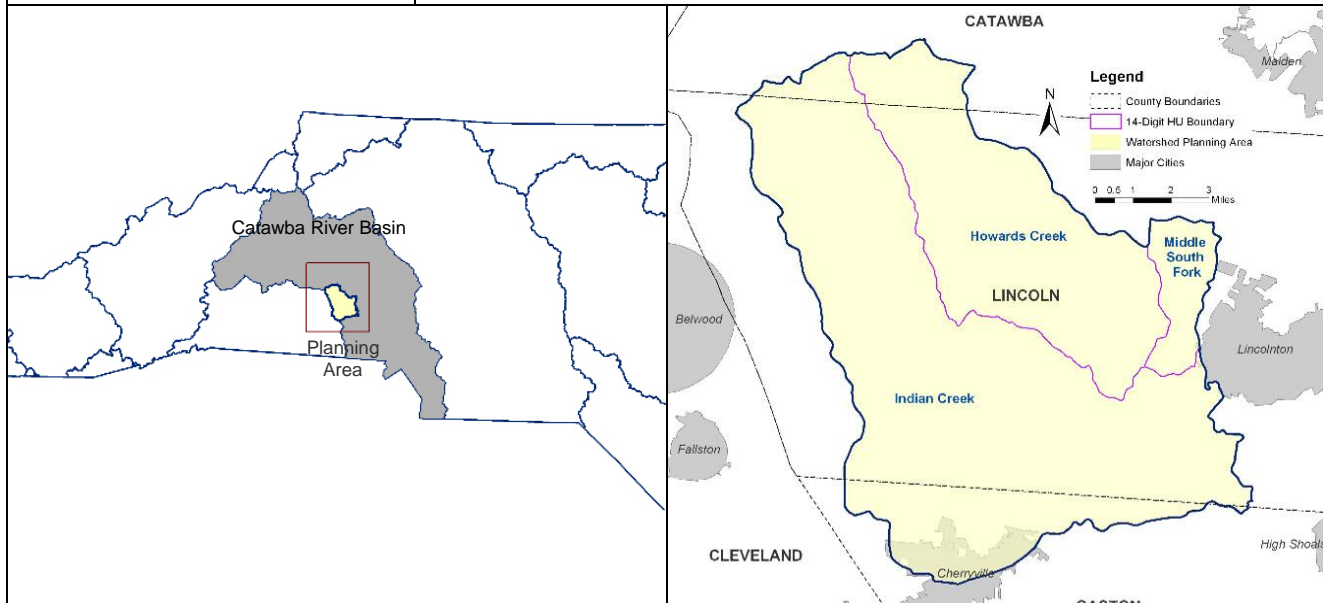 Catawba River Basin
Planning
Area
CATAWBA
Maiden
Legend
N
County Boundaries
14-Digit HU Boundary
Watershed Planning Area
Major Cities
0 0.5 1 2 3
Miles
Howards Creek
Middle
South
Fork
LINCOLN
Belwood
Lincolnton
Indian Creek
Fallston
High Shoals
CLEVELAND
Cherryville